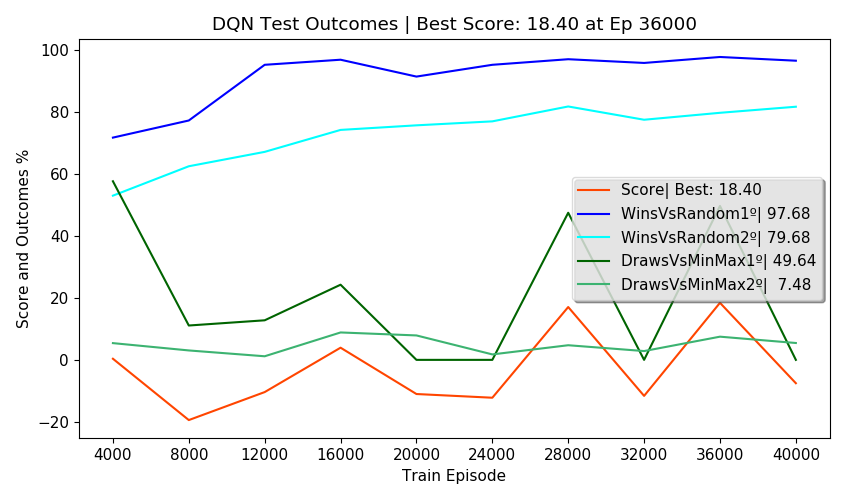 DQN Test Outcomes | Best Score: 18.40 at Ep 36000
100
80
60
40
20
0
−20
Score and Outcomes %
Score| Best: 18.40
WinsVsRandom1º| 97.68
WinsVsRandom2º| 79.68
DrawsVsMinMax1º| 49.64
DrawsVsMinMax2º| 7.48
4000 8000 12000 16000 20000 24000 28000 32000 36000 40000
Train Episode